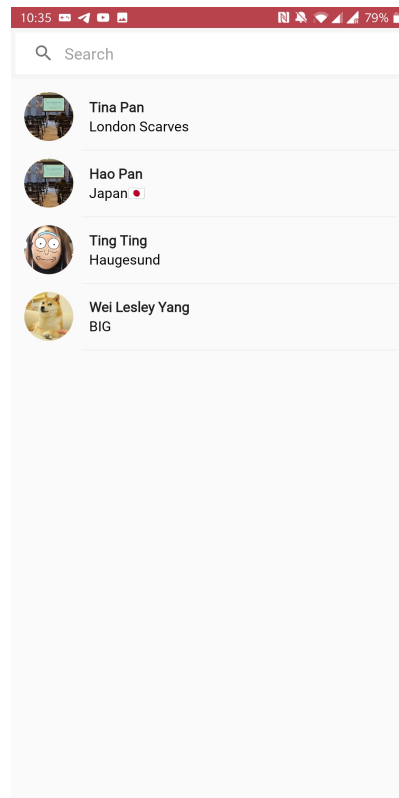 10:35 79%
Search
Tina Pan
London Scarves
Hao Pan
Japan🇯🇵
Ting Ting
Haugesund
Wei Lesley Yang
BIG